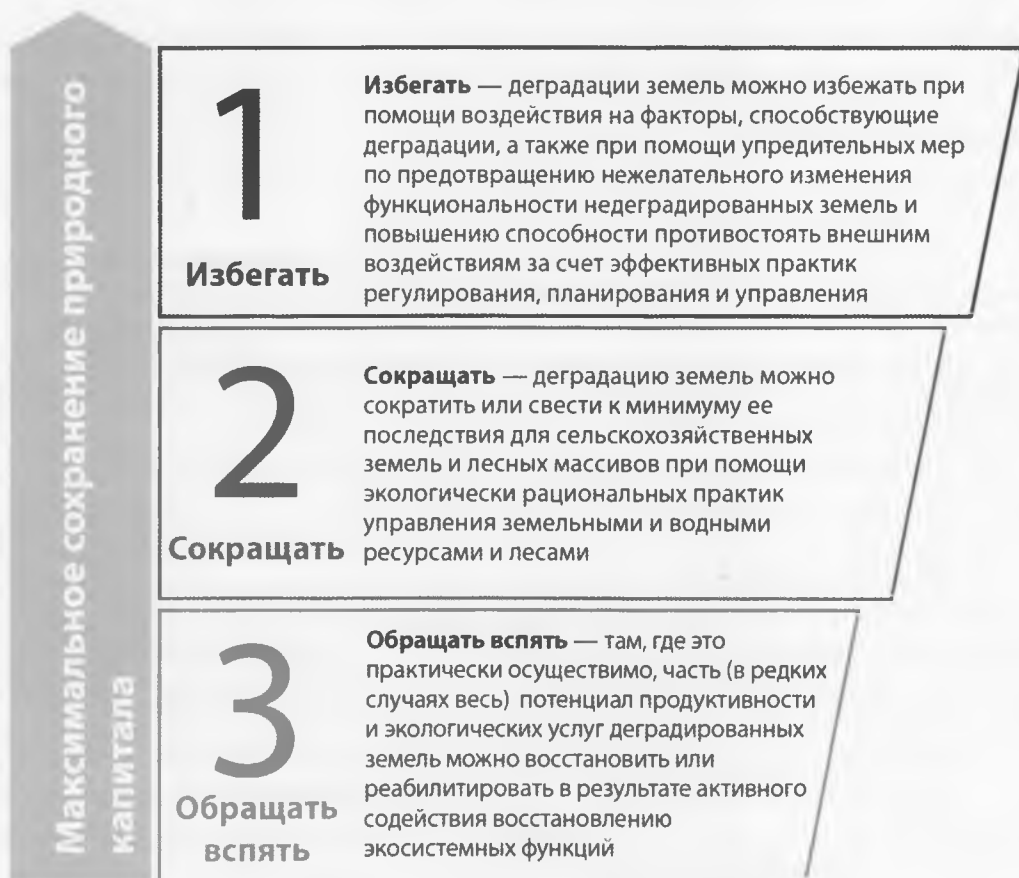 Максимальное сохранение природного
капитала
1
Избегать
Избегать — деградации земель можно избежать при
помощи воздействия на факторы, способствующие
деградации, а также при помощи упредительных мер
по предотвращению нежелательного изменения
функциональности недеградированных земель и
повышению способности противостоять внешним
воздействиям за счет эффективных практик
регулирования, планирования и управления
2
Сокращать
Сокращать — деградацию земель можно
сократить или свести к минимуму ее
последствия для сельскохозяйственных
земель и лесных массивов при помощи
экологически рациональных практик
управления земельными и водными
ресурсами и лесами
3
Обращать
вспять
Обращать вспять — там, где это
практически осуществимо, часть (в редких
случаях весь) потенциал продуктивности
и экологических услуг деградированных
земель можно восстановить или
реабилитировать в результате активного
содействия восстановлению
экосистемных функций